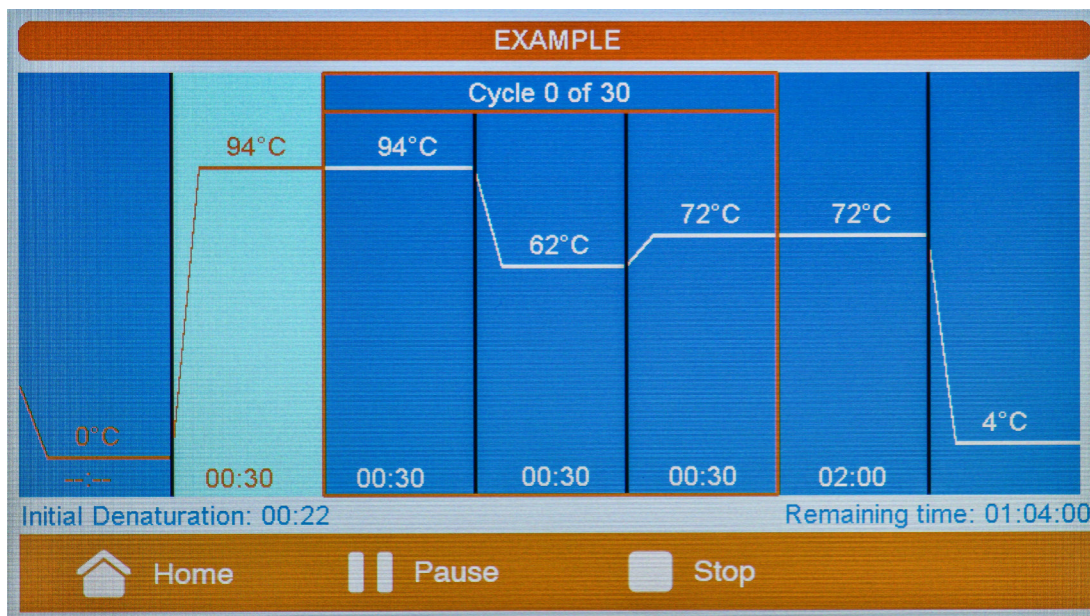 EXAMPLE
Cycle 0 of 30
94°C
94°C
72°C
72°C
62°C
0°C
4°C
--:--
00:30
00:30
00:30
00:30
02:00
Initial Denaturation: 00:22
Remaining time: 01:04:00
Home
Pause
Stop